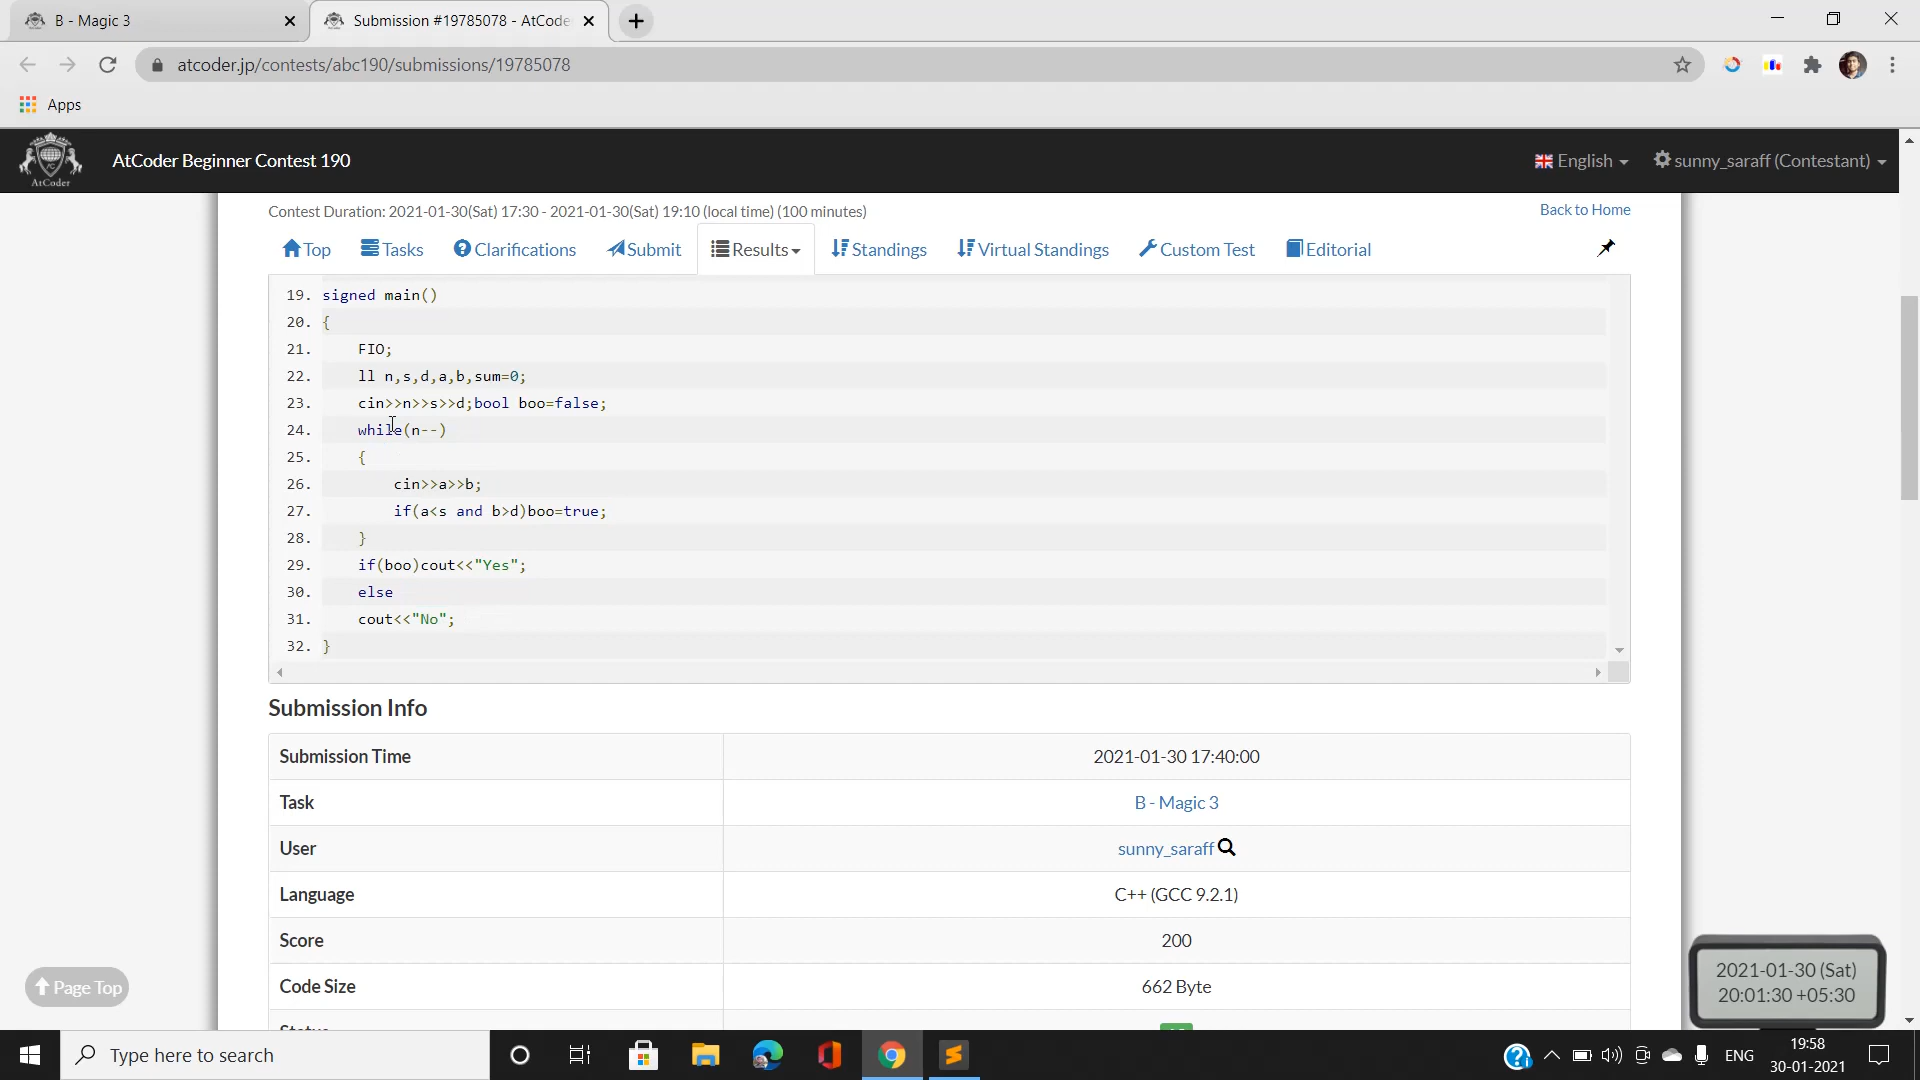 B - Magic 3
Submission #19785078 - AtCode
atcoder.jp/contests/abc190/submissions/19785078
Apps
AtCoder
AtCoder Beginner Contest 190
English
sunny_saraff (Contestant)
Contest Duration: 2021-01-30(Sat) 17:30 - 2021-01-30(Sat) 19:10 (local time) (100 minutes)
Back to Home
Top
Tasks
Clarifications
Submit
Results
Standings
Virtual Standings
Custom Test
Editorial
19. signed main()
20. {
21. FIO;
22. ll n,s,d,a,b,sum=0;
23. cin>>n>>s>>d;bool boo=false;
24. while(n--)
25. {
26. cin>>a>>b;
27. if(a<s and b>d)boo=true;
28. }
29. if(boo)cout<<"Yes";
30. else
31. cout<<"No";
32. }
Submission Info
Submission Time 2021-01-30 17:40:00
Task B - Magic 3
User sunny_saraff
Language C++ (GCC 9.2.1)
Score 200
Code Size 662 Byte
Page Top
2021-01-30 (Sat)
20:01:30 +05:30
Type here to search
ENG
19:58
30-01-2021